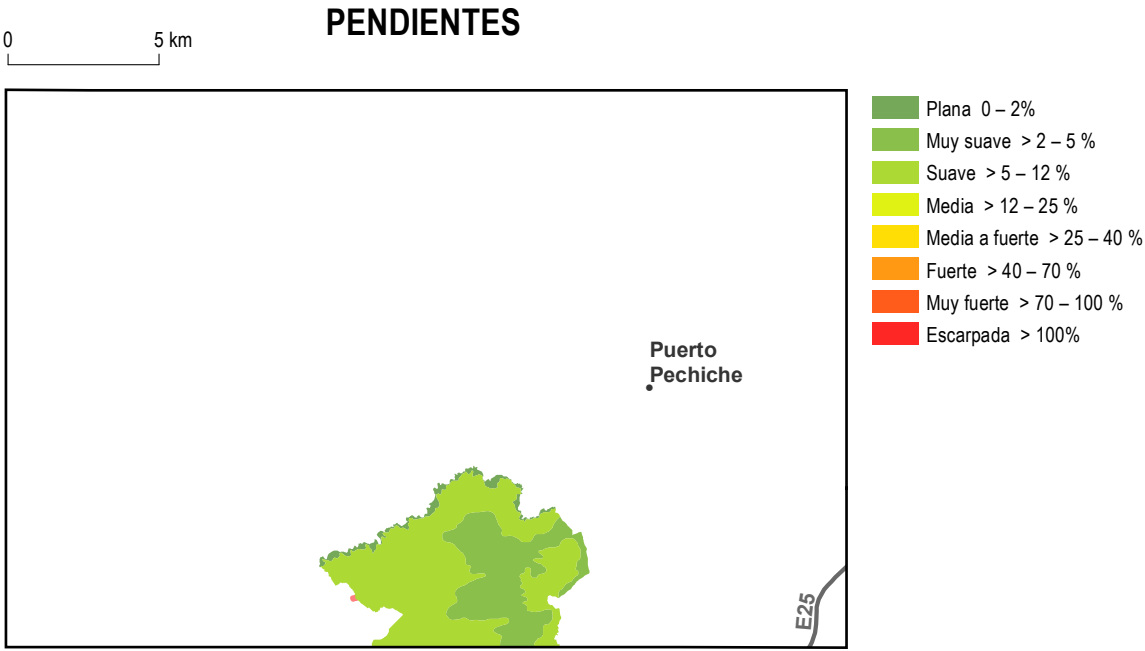 PENDIENTES
0 5 km
Plana 0 – 2%
Muy suave > 2 – 5 %
Suave > 5 – 12 %
Media > 12 – 25 %
Media a fuerte > 25 – 40 %
Fuerte > 40 – 70 %
Muy fuerte > 70 – 100 %
Escarpada > 100%
Puerto
Pechiche
E25